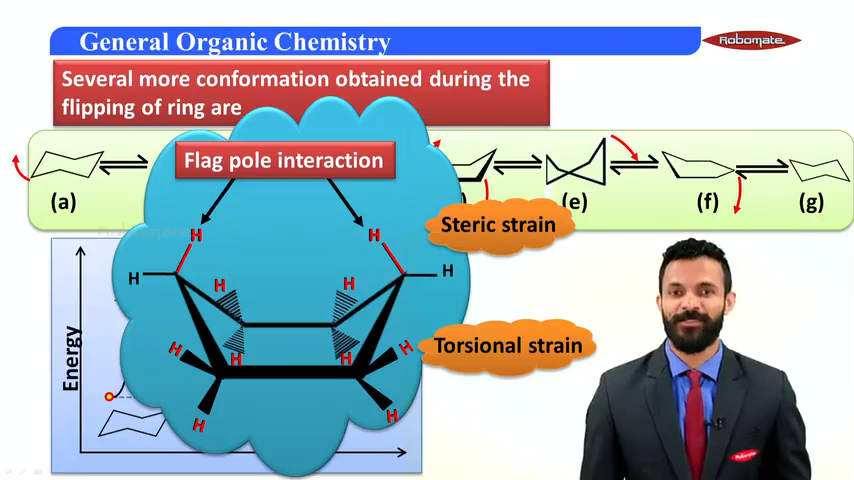 General Organic Chemistry
Robomate
Several more conformation obtained during the
flipping of ring are
Flag pole interaction
(a)
(e)
(f)
(g)
Steric strain
H
H
H
H
H
H
Energy
Torsional strain
H
H
H
H
H
H
Robomate